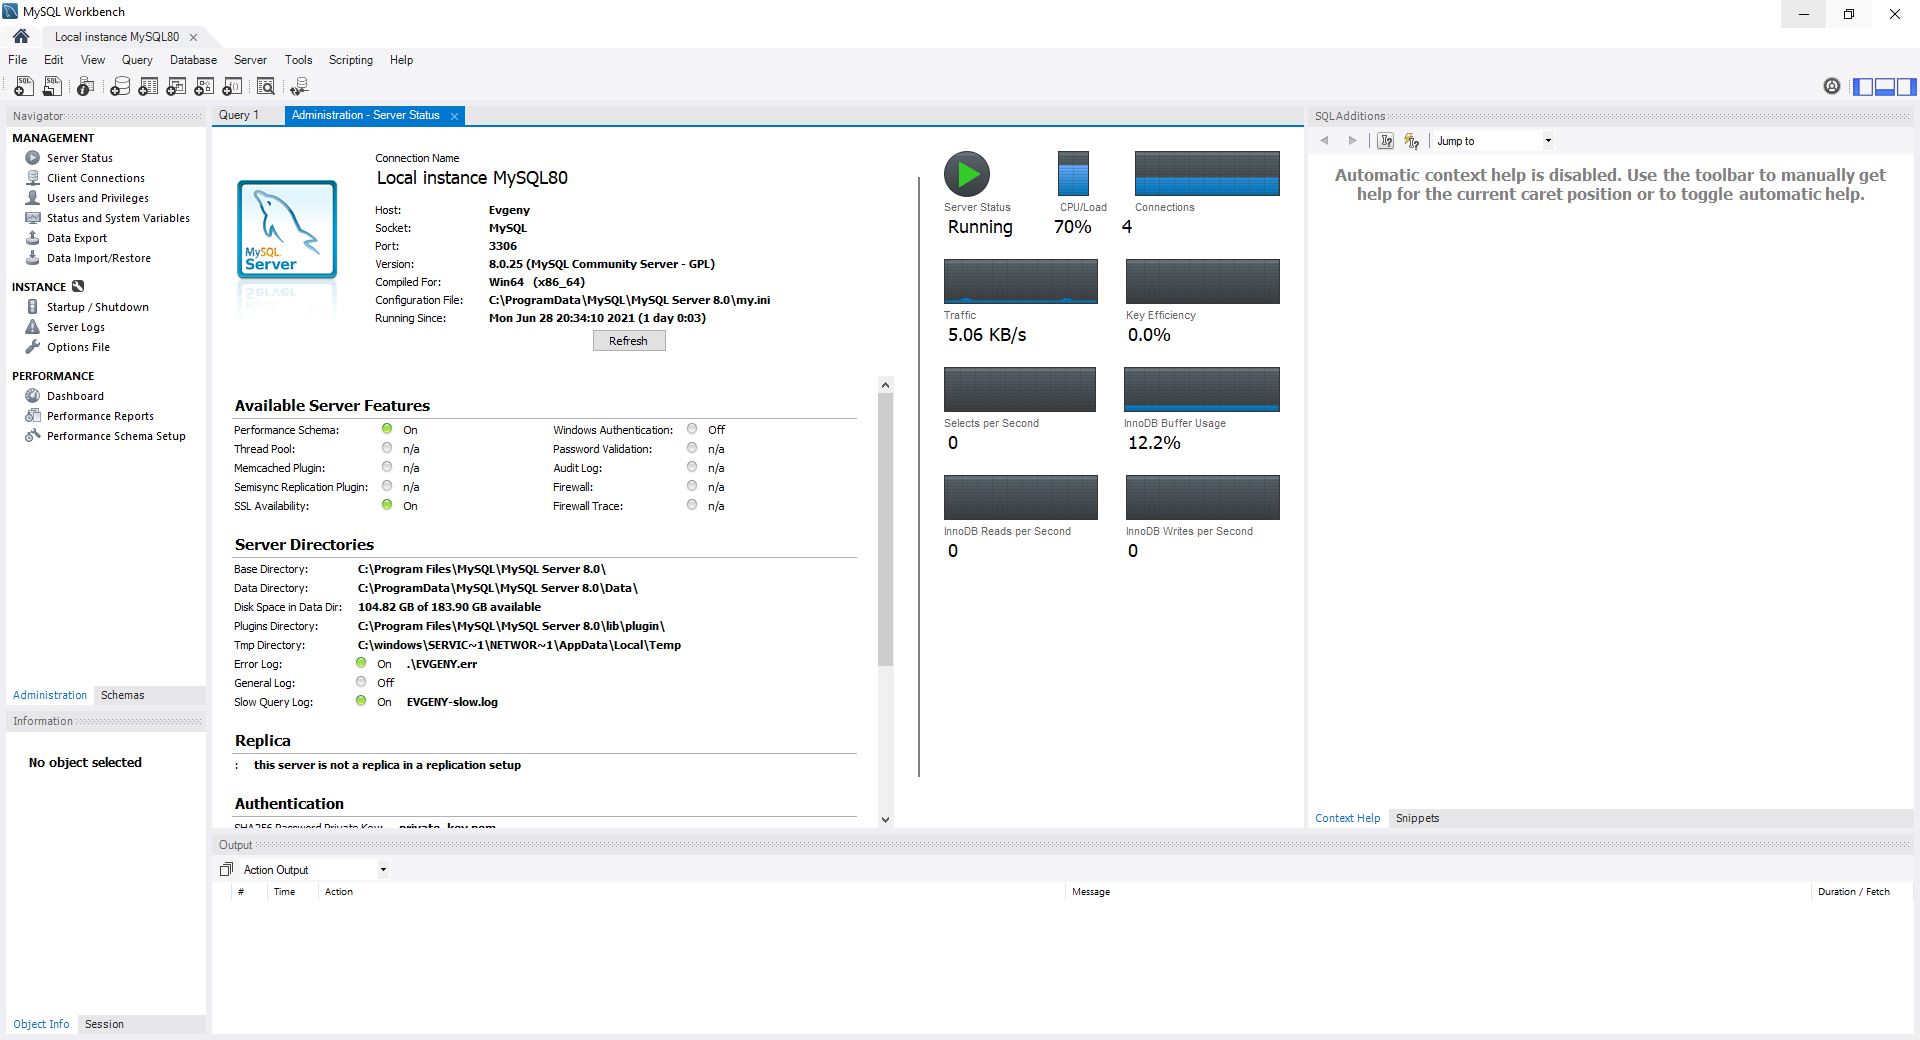 MySQL Workbench
Local instance MySQL80
File Edit View Query Database Server Tools Scripting Help
Navigator
MANAGEMENT
Server Status
Client Connections
Users and Privileges
Status and System Variables
Data Export
Data Import/Restore
INSTANCE
Startup / Shutdown
Server Logs
Options File
PERFORMANCE
Dashboard
Performance Reports
Performance Schema Setup
Administration Schemas
Information
No object selected
Object Info Session
Query 1 Administration - Server Status
MySQL
Server
Connection Name
Local instance MySQL80
Host: Evgeny
Socket: MySQL
Port: 3306
Version: 8.0.25 (MySQL Community Server - GPL)
Compiled For: Win64 (x86_64)
Configuration File: C:\ProgramData\MySQL\MySQL Server 8.0\my.ini
Running Since: Mon Jun 28 20:34:10 2021 (1 day 0:03)
Refresh
Available Server Features
Performance Schema: On Windows Authentication: Off
Thread Pool: n/a Password Validation: n/a
Memcached Plugin: n/a Audit Log: n/a
Semisync Replication Plugin: n/a Firewall: n/a
SSL Availability: On Firewall Trace: n/a
Server Directories
Base Directory: C:\Program Files\MySQL\MySQL Server 8.0\
Data Directory: C:\ProgramData\MySQL\MySQL Server 8.0\Data\
Disk Space in Data Dir: 104.82 GB of 183.90 GB available
Plugins Directory: C:\Program Files\MySQL\MySQL Server 8.0\lib\plugin\
Tmp Directory: C:\windows\SERVIC~1\NETWOR~1\AppData\Local\Temp
Error Log: On .\EVGENY.err
General Log: Off
Slow Query Log: On EVGENY-slow.log
Replica
: this server is not a replica in a replication setup
Authentication
SHA256 Password Private Key: private_key.pem
Server Status CPU/Load Connections
Running 70% 4
Traffic Key Efficiency
5.06 KB/s 0.0%
Selects per Second InnoDB Buffer Usage
0 12.2%
InnoDB Reads per Second InnoDB Writes per Second
0 0
SQLAdditions
Jump to
Automatic context help is disabled. Use the toolbar to manually get
help for the current caret position or to toggle automatic help.
Context Help Snippets
Output
Action Output
# Time Action Message Duration / Fetch